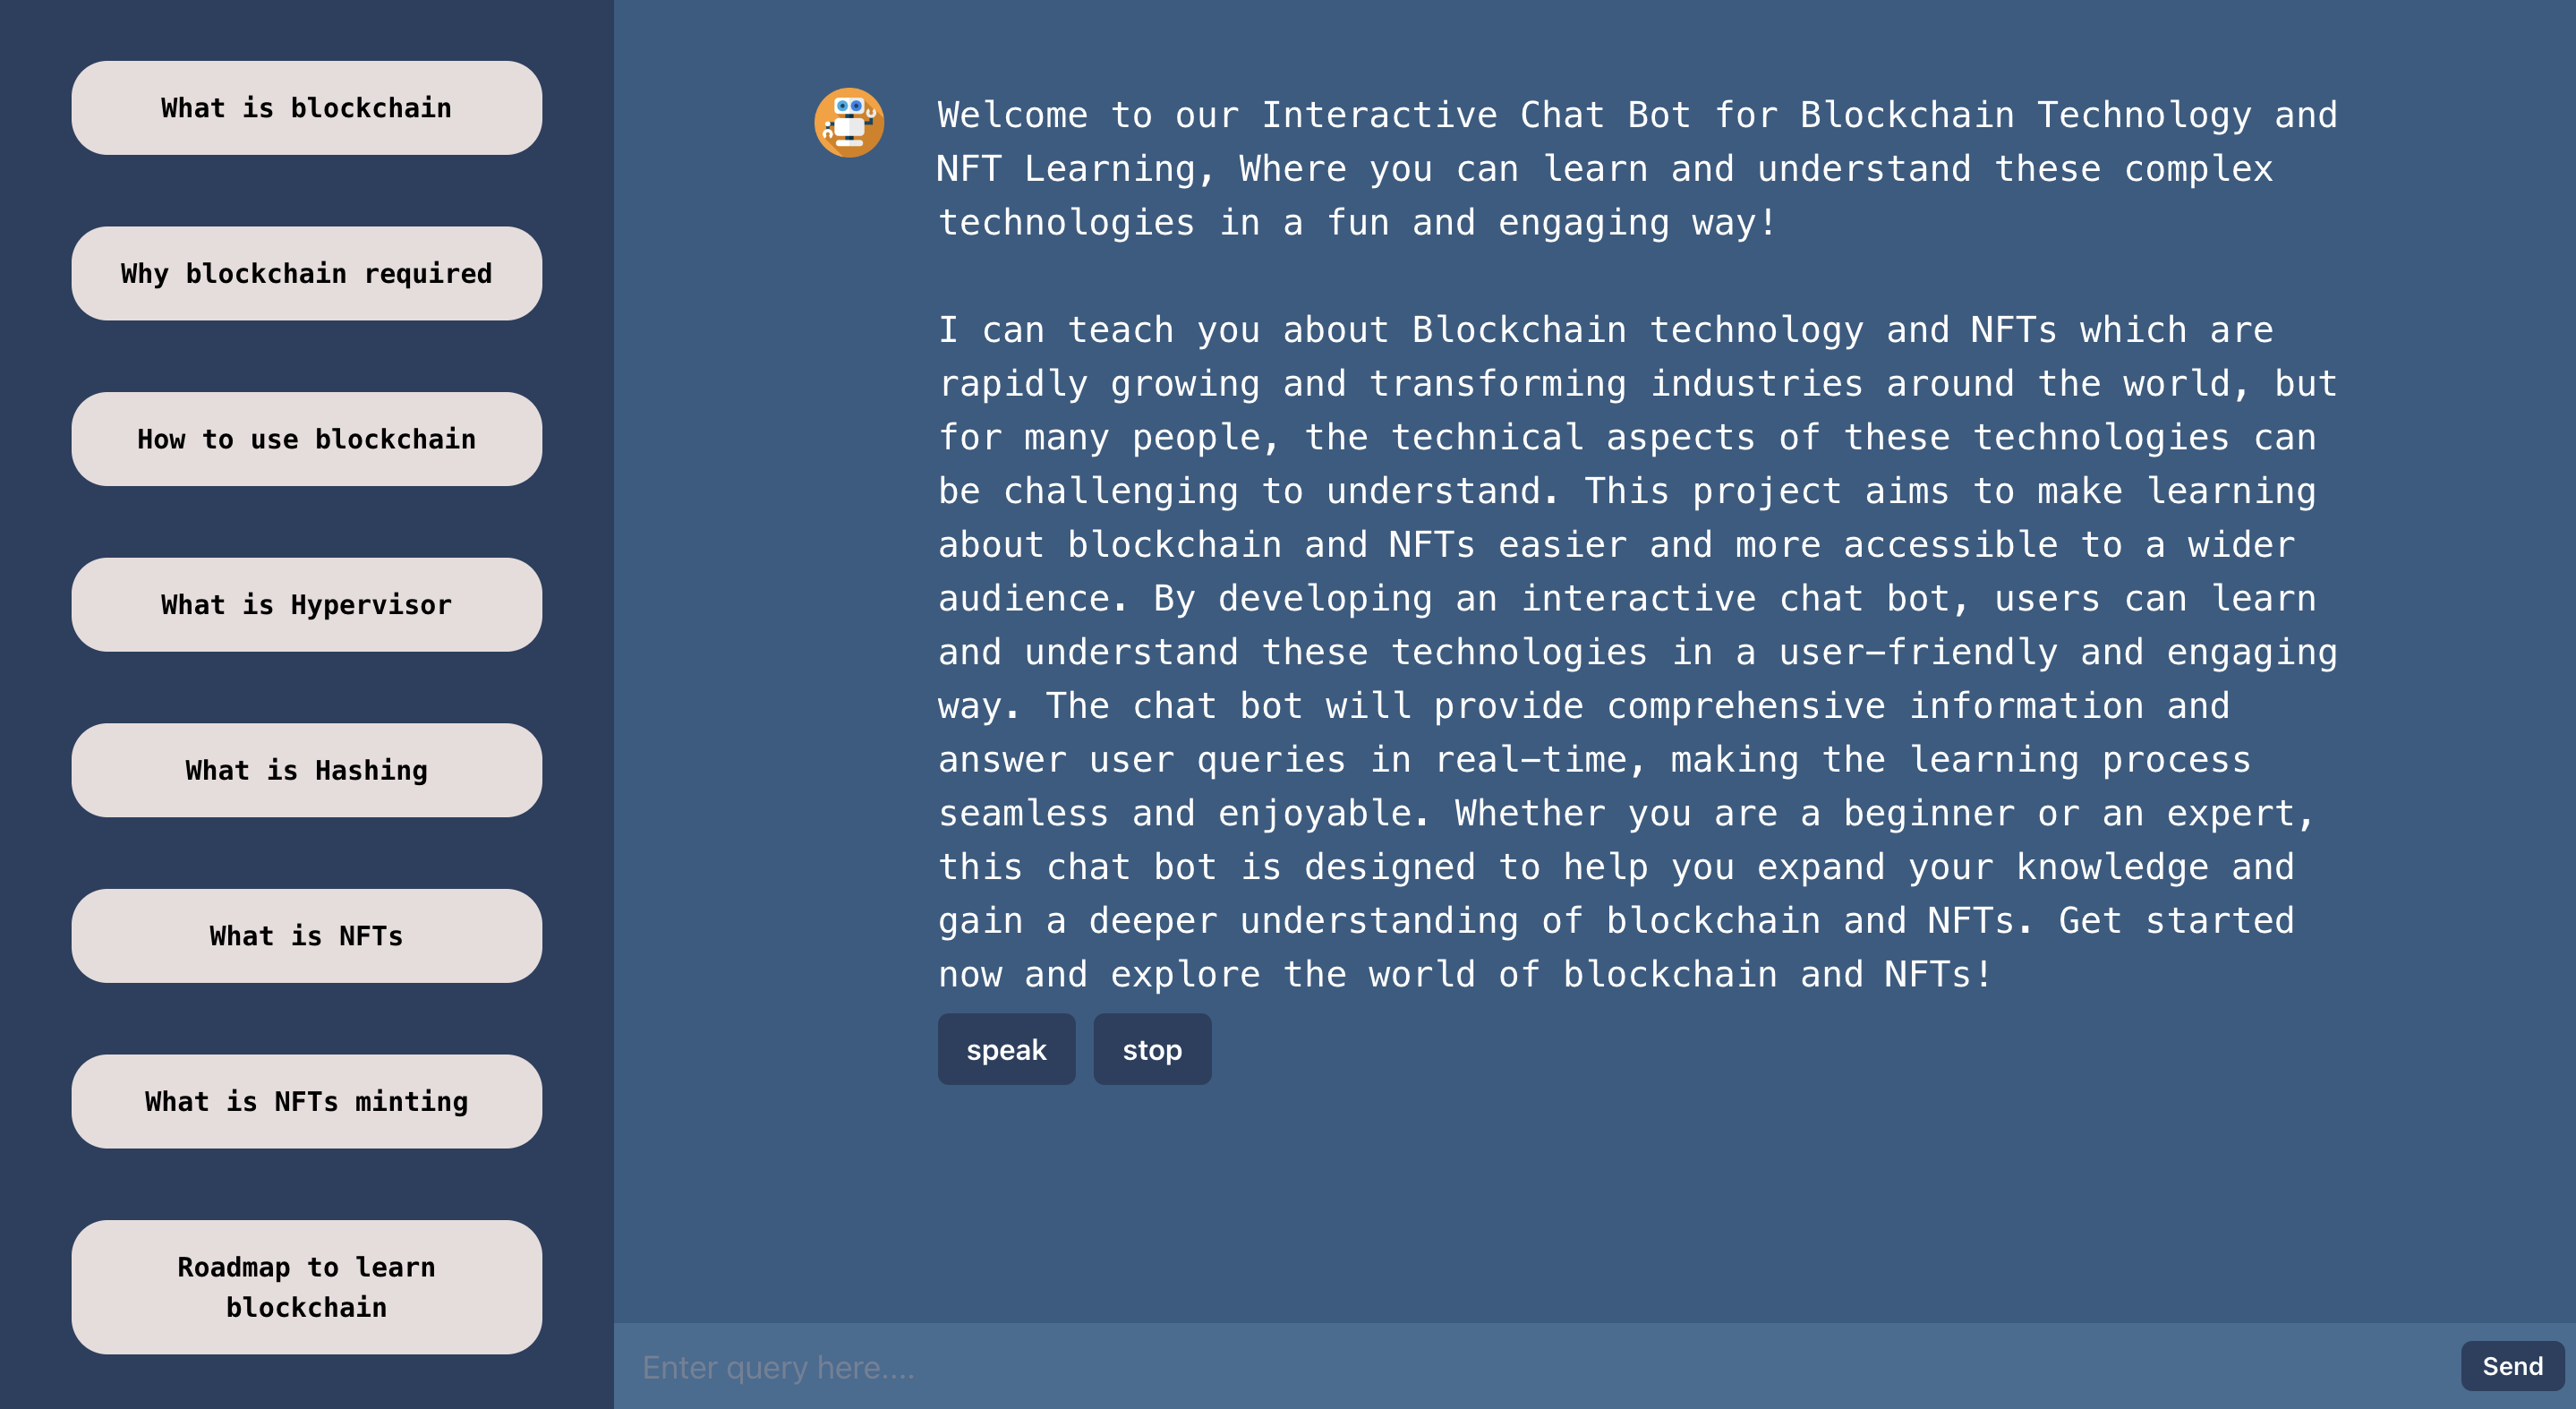 What is blockchain
Why blockchain required
How to use blockchain
What is Hypervisor
What is Hashing
What is NFTs
What is NFTs minting
Roadmap to learn
blockchain
Welcome to our Interactive Chat Bot for Blockchain Technology and
NFT Learning, Where you can learn and understand these complex
technologies in a fun and engaging way!
I can teach you about Blockchain technology and NFTs which are
rapidly growing and transforming industries around the world, but
for many people, the technical aspects of these technologies can
be challenging to understand. This project aims to make learning
about blockchain and NFTs easier and more accessible to a wider
audience. By developing an interactive chat bot, users can learn
and understand these technologies in a user-friendly and engaging
way. The chat bot will provide comprehensive information and
answer user queries in real-time, making the learning process
seamless and enjoyable. Whether you are a beginner or an expert,
this chat bot is designed to help you expand your knowledge and
gain a deeper understanding of blockchain and NFTs. Get started
now and explore the world of blockchain and NFTs!
speak stop
Enter query here.... Send